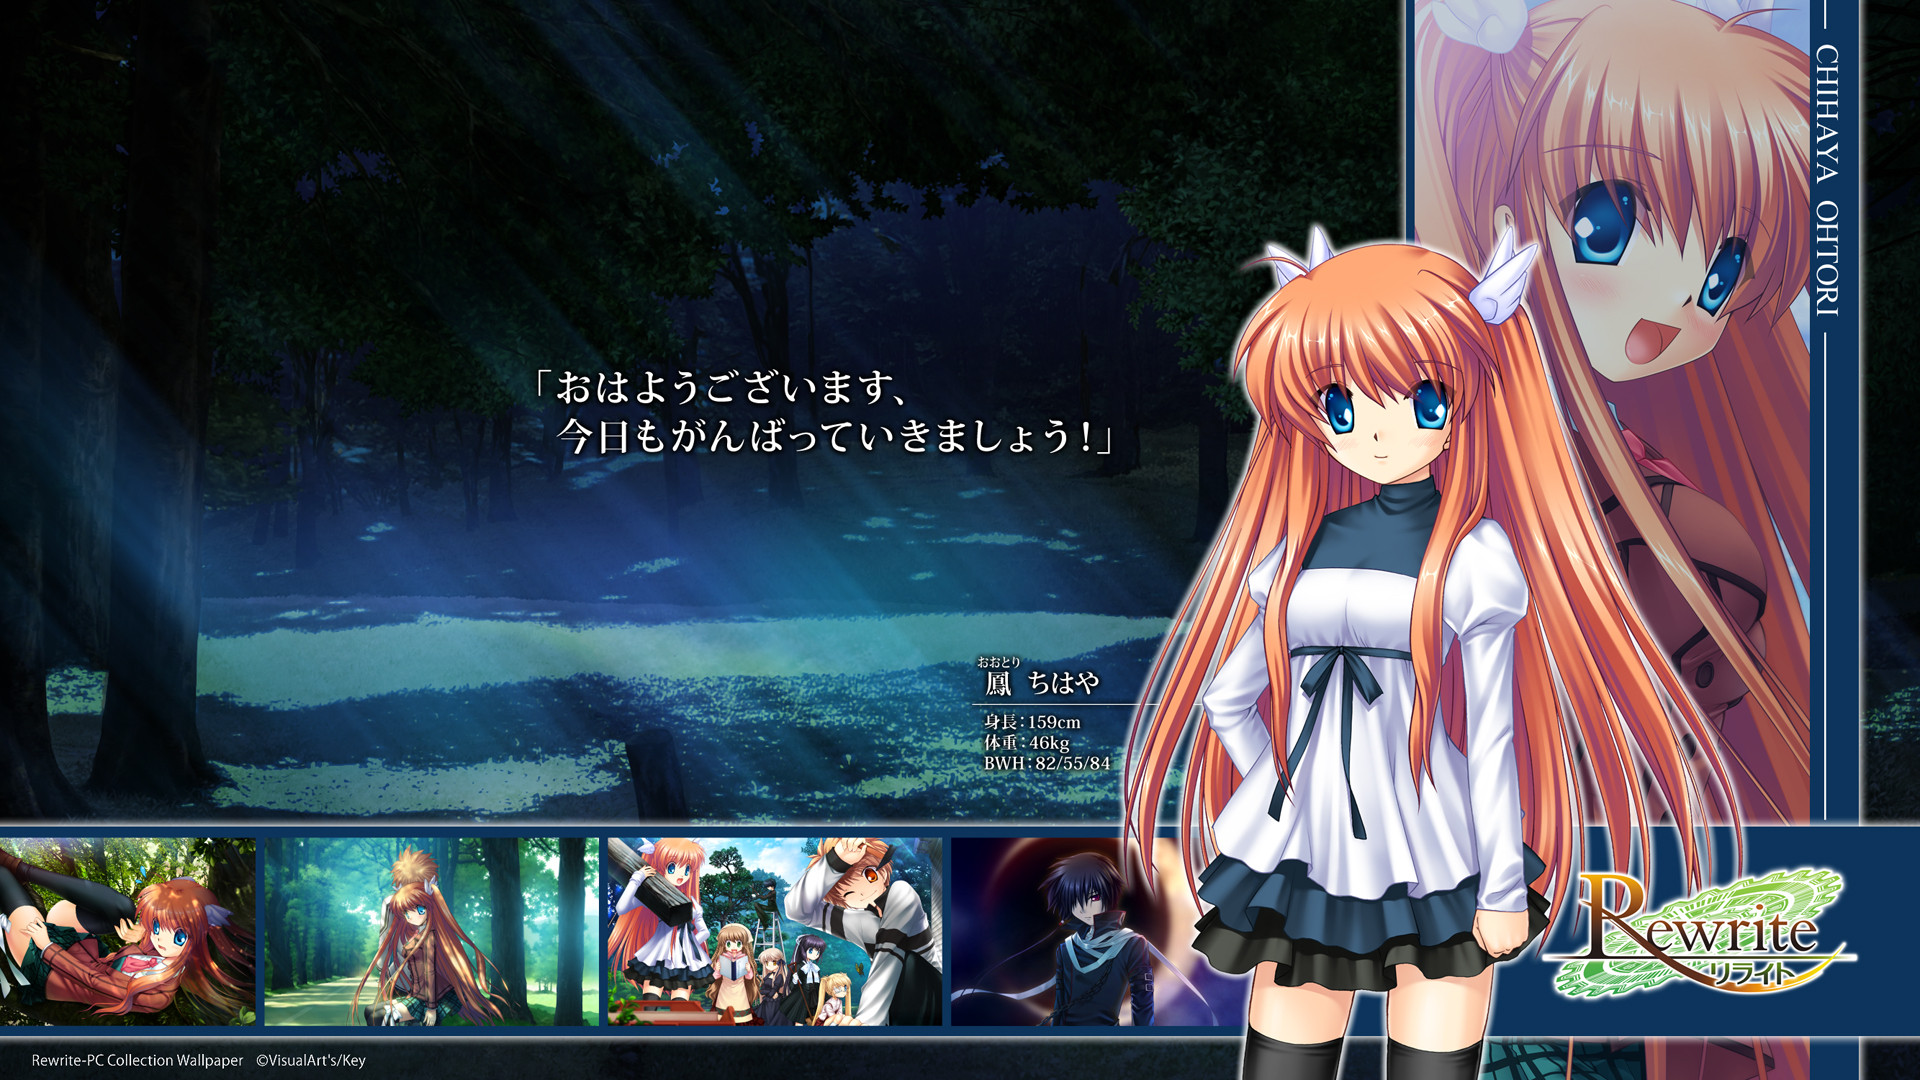 CHIHAYA OHTORI
「おはようございます、
今日もがんばっていきましょう！」
おおとり
鳳 ちはや
身長：159cm
体重：46kg
BWH：82/55/84
Rewrite
リライト
Rewrite-PC Collection Wallpaper ©VisualArt's/Key